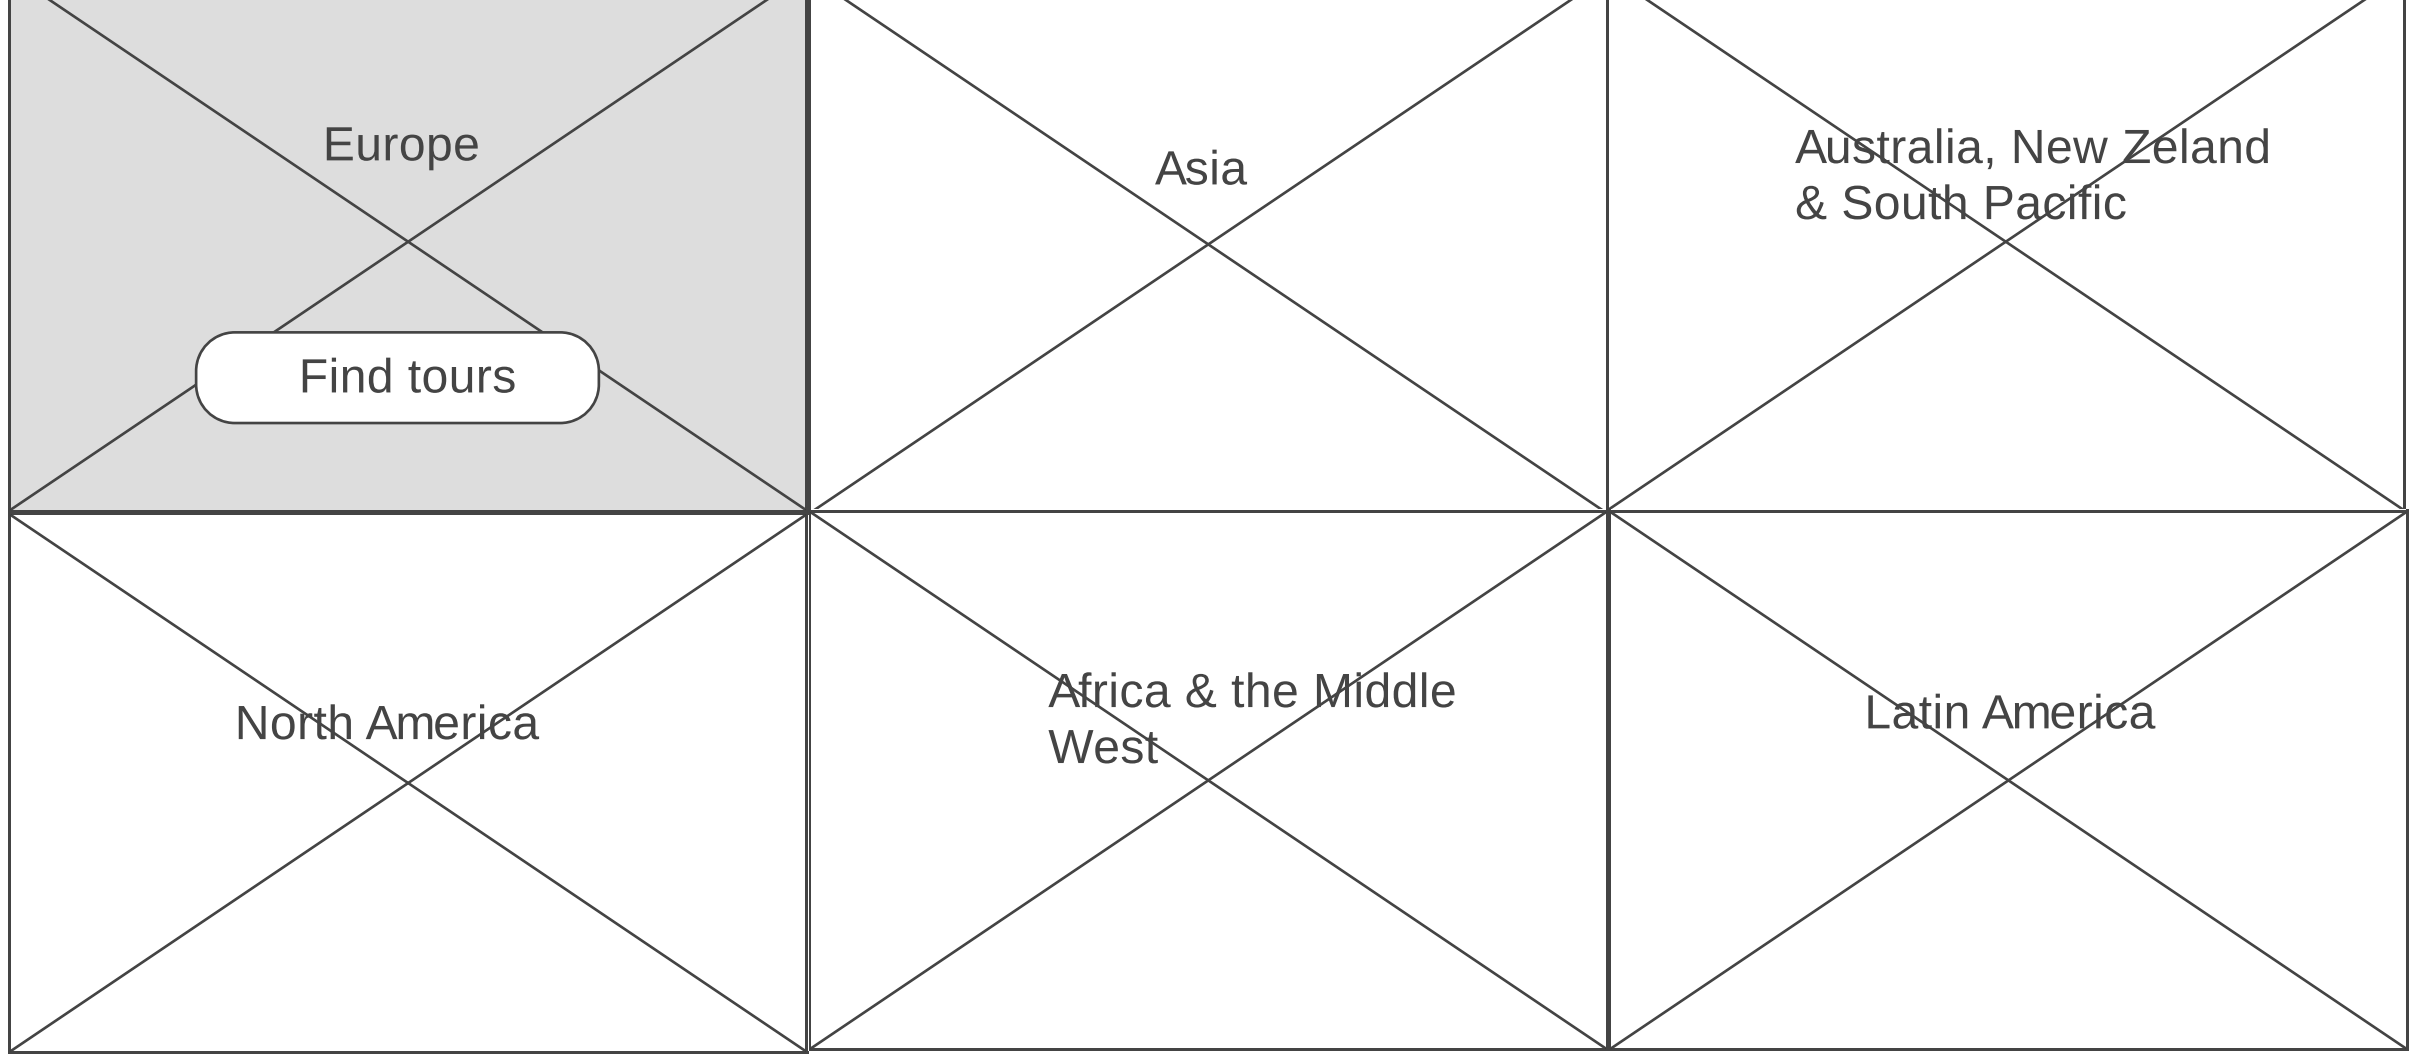 Europe
Asia
Australia, New Zeland
& South Pacific
Find tours
North America
Africa & the Middle
West
Latin America